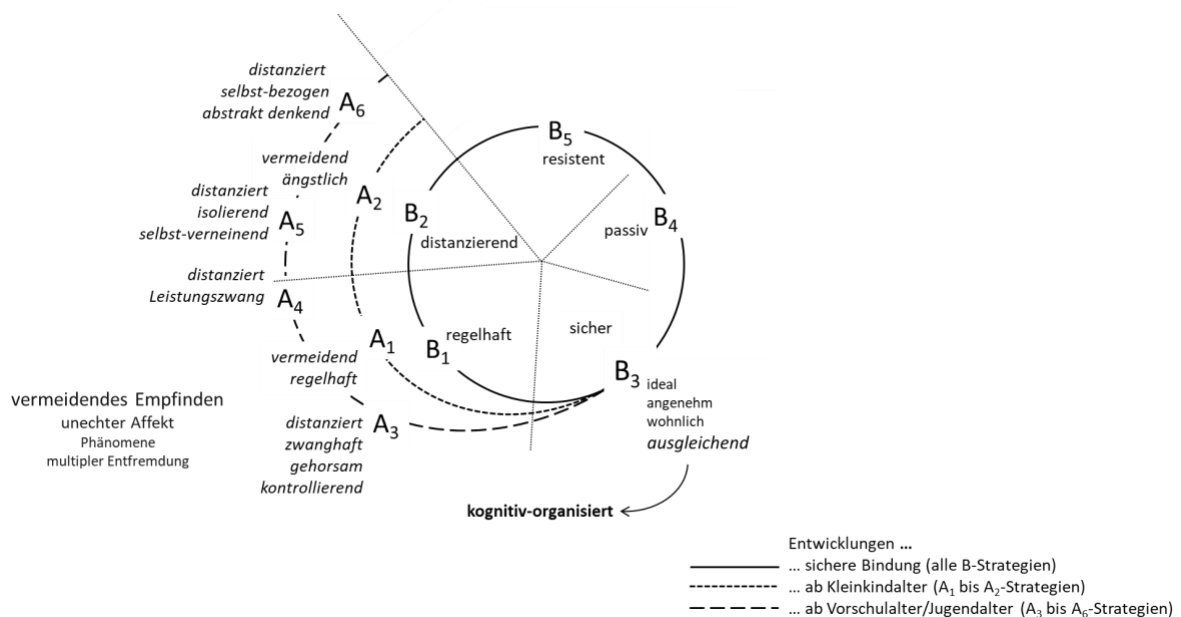 distanziert
selbst-bezogen
abstrakt denkend
A6
vermeidend
ängstlich
A2
distanziert
isolierend
selbst-verneinend
A5
distanziert
Leistungszwang
A4
B5
resistent
B2
distanzierend
passiv
B4
A1
vermeidend
regelhaft
regelhaft
B1
sicher
B3
ideal
angenehm
wohnlich
ausgleichend
vermeidendes Empfinden
unechter Affekt
Phänomene
multipler Entfremdung
A3
distanziert
zwanghaft
gehorsam
kontrollierend
kognitiv-organisiert
Entwicklungen ...
... sichere Bindung (alle B-Strategien)
... ab Kleinkindalter (A1 bis A2-Strategien)
... ab Vorschulalter/Jugendalter (A3 bis A6-Strategien)